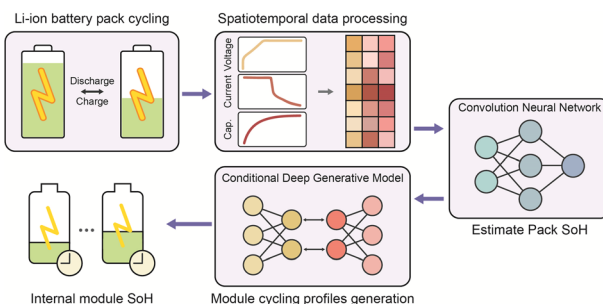 Li-ion battery pack cycling
Discharge
Charge
Spatiotemporal data processing
Voltage
Current
Cap.
Convolution Neural Network
Estimate Pack SoH
Conditional Deep Generative Model
Module cycling profiles generation
...
Internal module SoH